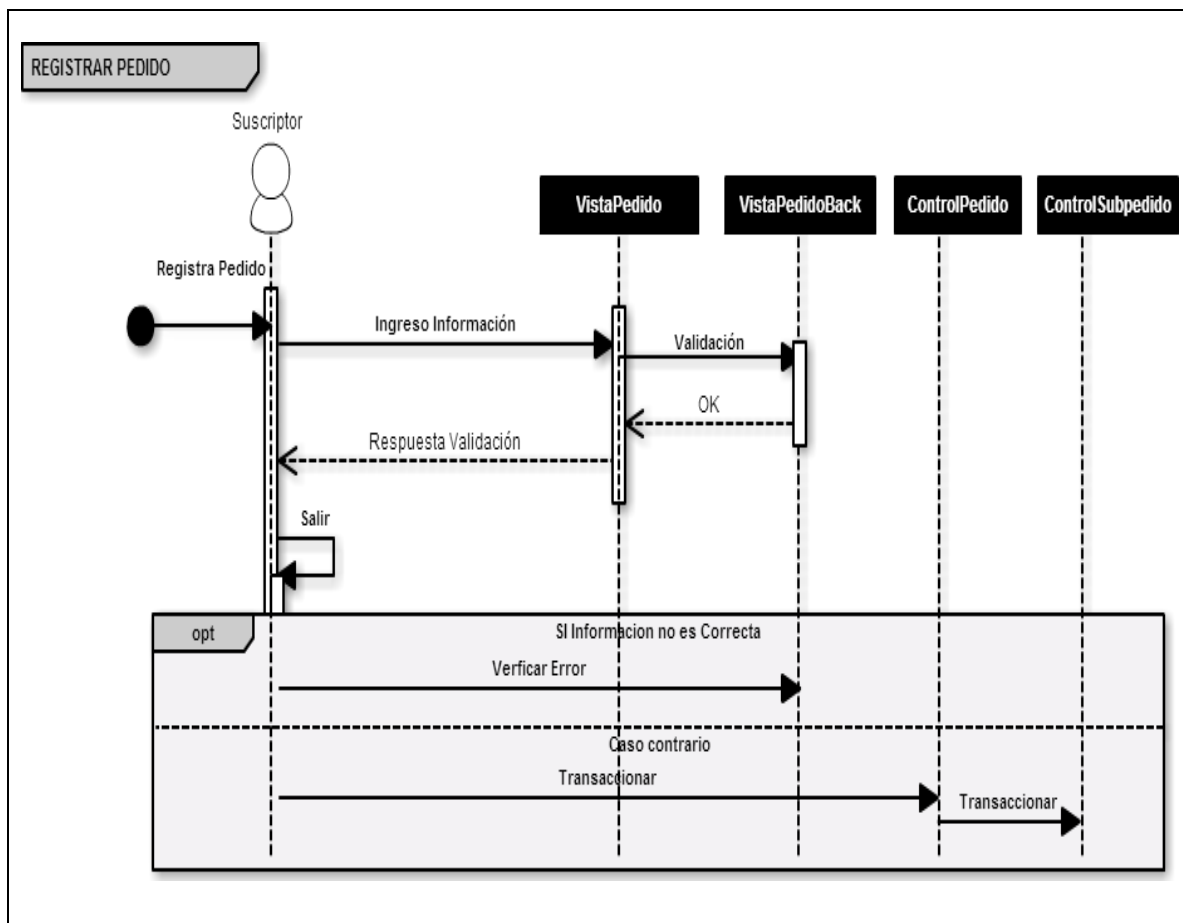 REGISTRAR PEDIDO
Suscriptor
VistaPedido
VistaPedidoBack
ControlPedido
ControlSubpedido
Registra Pedido
Ingreso Información
Validación
OK
Respuesta Validación
Salir
opt
SI Informacion no es Correcta
Verficar Error
Caso contrario
Transaccionar
Transaccionar